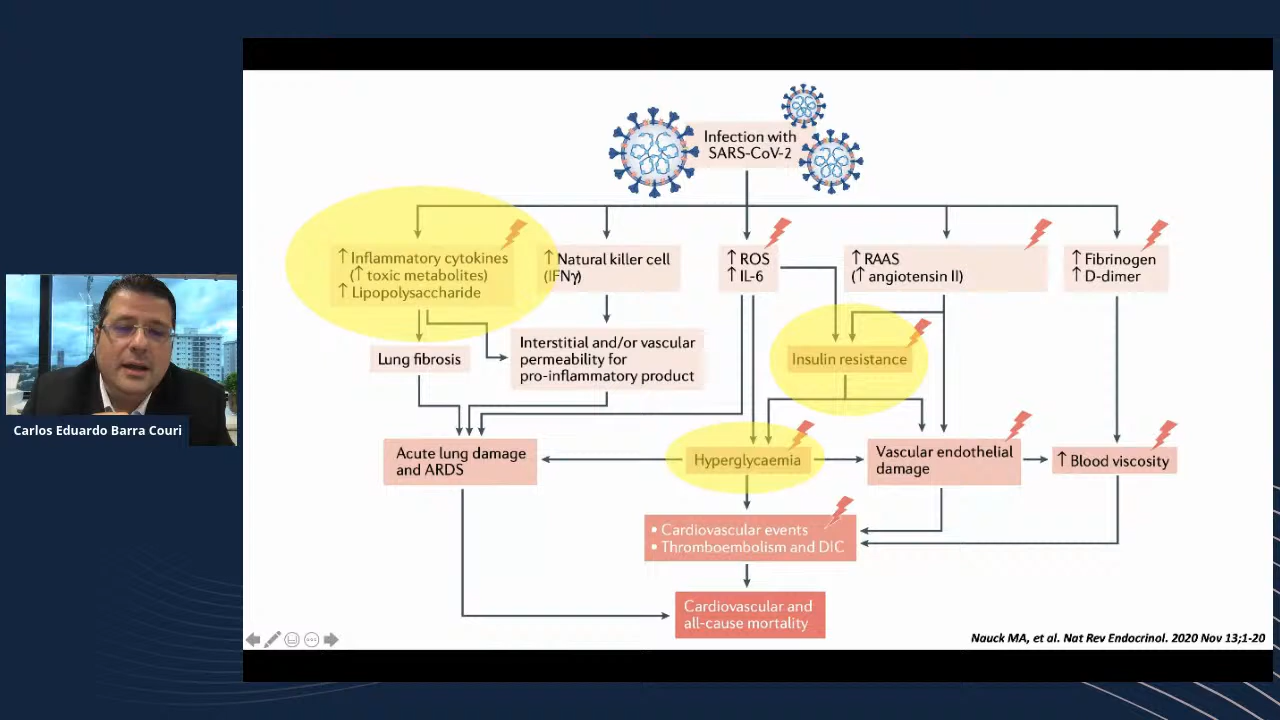 Infection with
SARS-CoV-2
↑ Inflammatory cytokines
(↑ toxic metabolites)
↑ Lipopolysaccharide
↑ Natural killer cell
(IFNγ)
↑ ROS
↑ IL-6
↑ RAAS
(↑ angiotensin II)
↑ Fibrinogen
↑ D-dimer
Lung fibrosis
Interstitial and/or vascular
permeability for
pro-inflammatory product
Insulin resistance
Acute lung damage
and ARDS
Hyperglycaemia
Vascular endothelial
damage
↑ Blood viscosity
• Cardiovascular events
• Thromboembolism and DIC
Cardiovascular and
all-cause mortality
Nauck MA, et al. Nat Rev Endocrinol. 2020 Nov 13;1-20
Carlos Eduardo Barra Couri